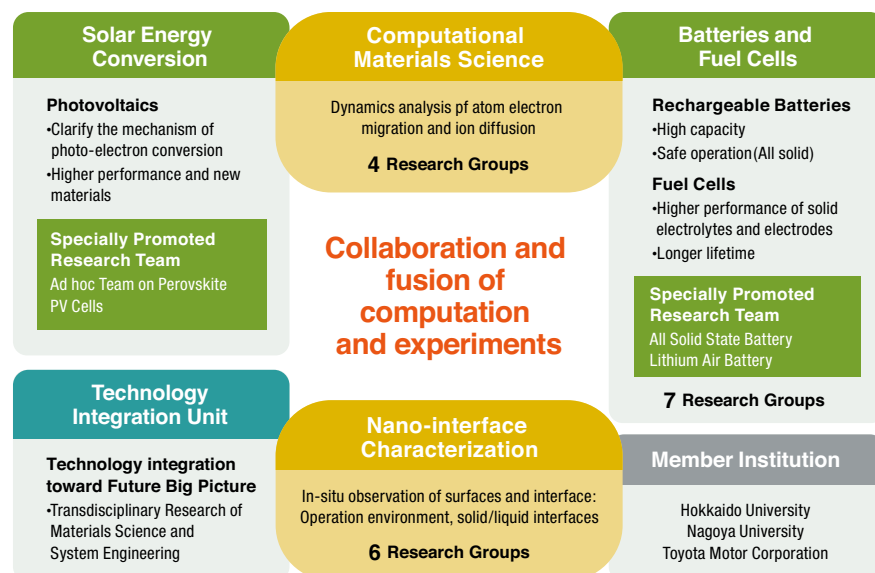 Solar Energy
Conversion
Photovoltaics
•Clarify the mechanism of
photo-electron conversion
•Higher performance and new
materials
Specially Promoted
Research Team
Ad hoc Team on Perovskite
PV Cells
Computational
Materials Science
Dynamics analysis pf atom electron
migration and ion diffusion
4 Research Groups
Batteries and
Fuel Cells
Rechargeable Batteries
•High capacity
•Safe operation(All solid)
Fuel Cells
•Higher performance of solid
electrolytes and electrodes
•Longer lifetime
Specially Promoted
Research Team
All Solid State Battery
Lithium Air Battery
7 Research Groups
Collaboration and
fusion of
computation
and experiments
Technology
Integration Unit
Technology integration
toward Future Big Picture
•Transdisciplinary Research of
Materials Science and
System Engineering
Nano-interface
Characterization
In-situ observation of surfaces and interface:
Operation environment, solid/liquid interfaces
6 Research Groups
Member Institution
Hokkaido University
Nagoya University
Toyota Motor Corporation